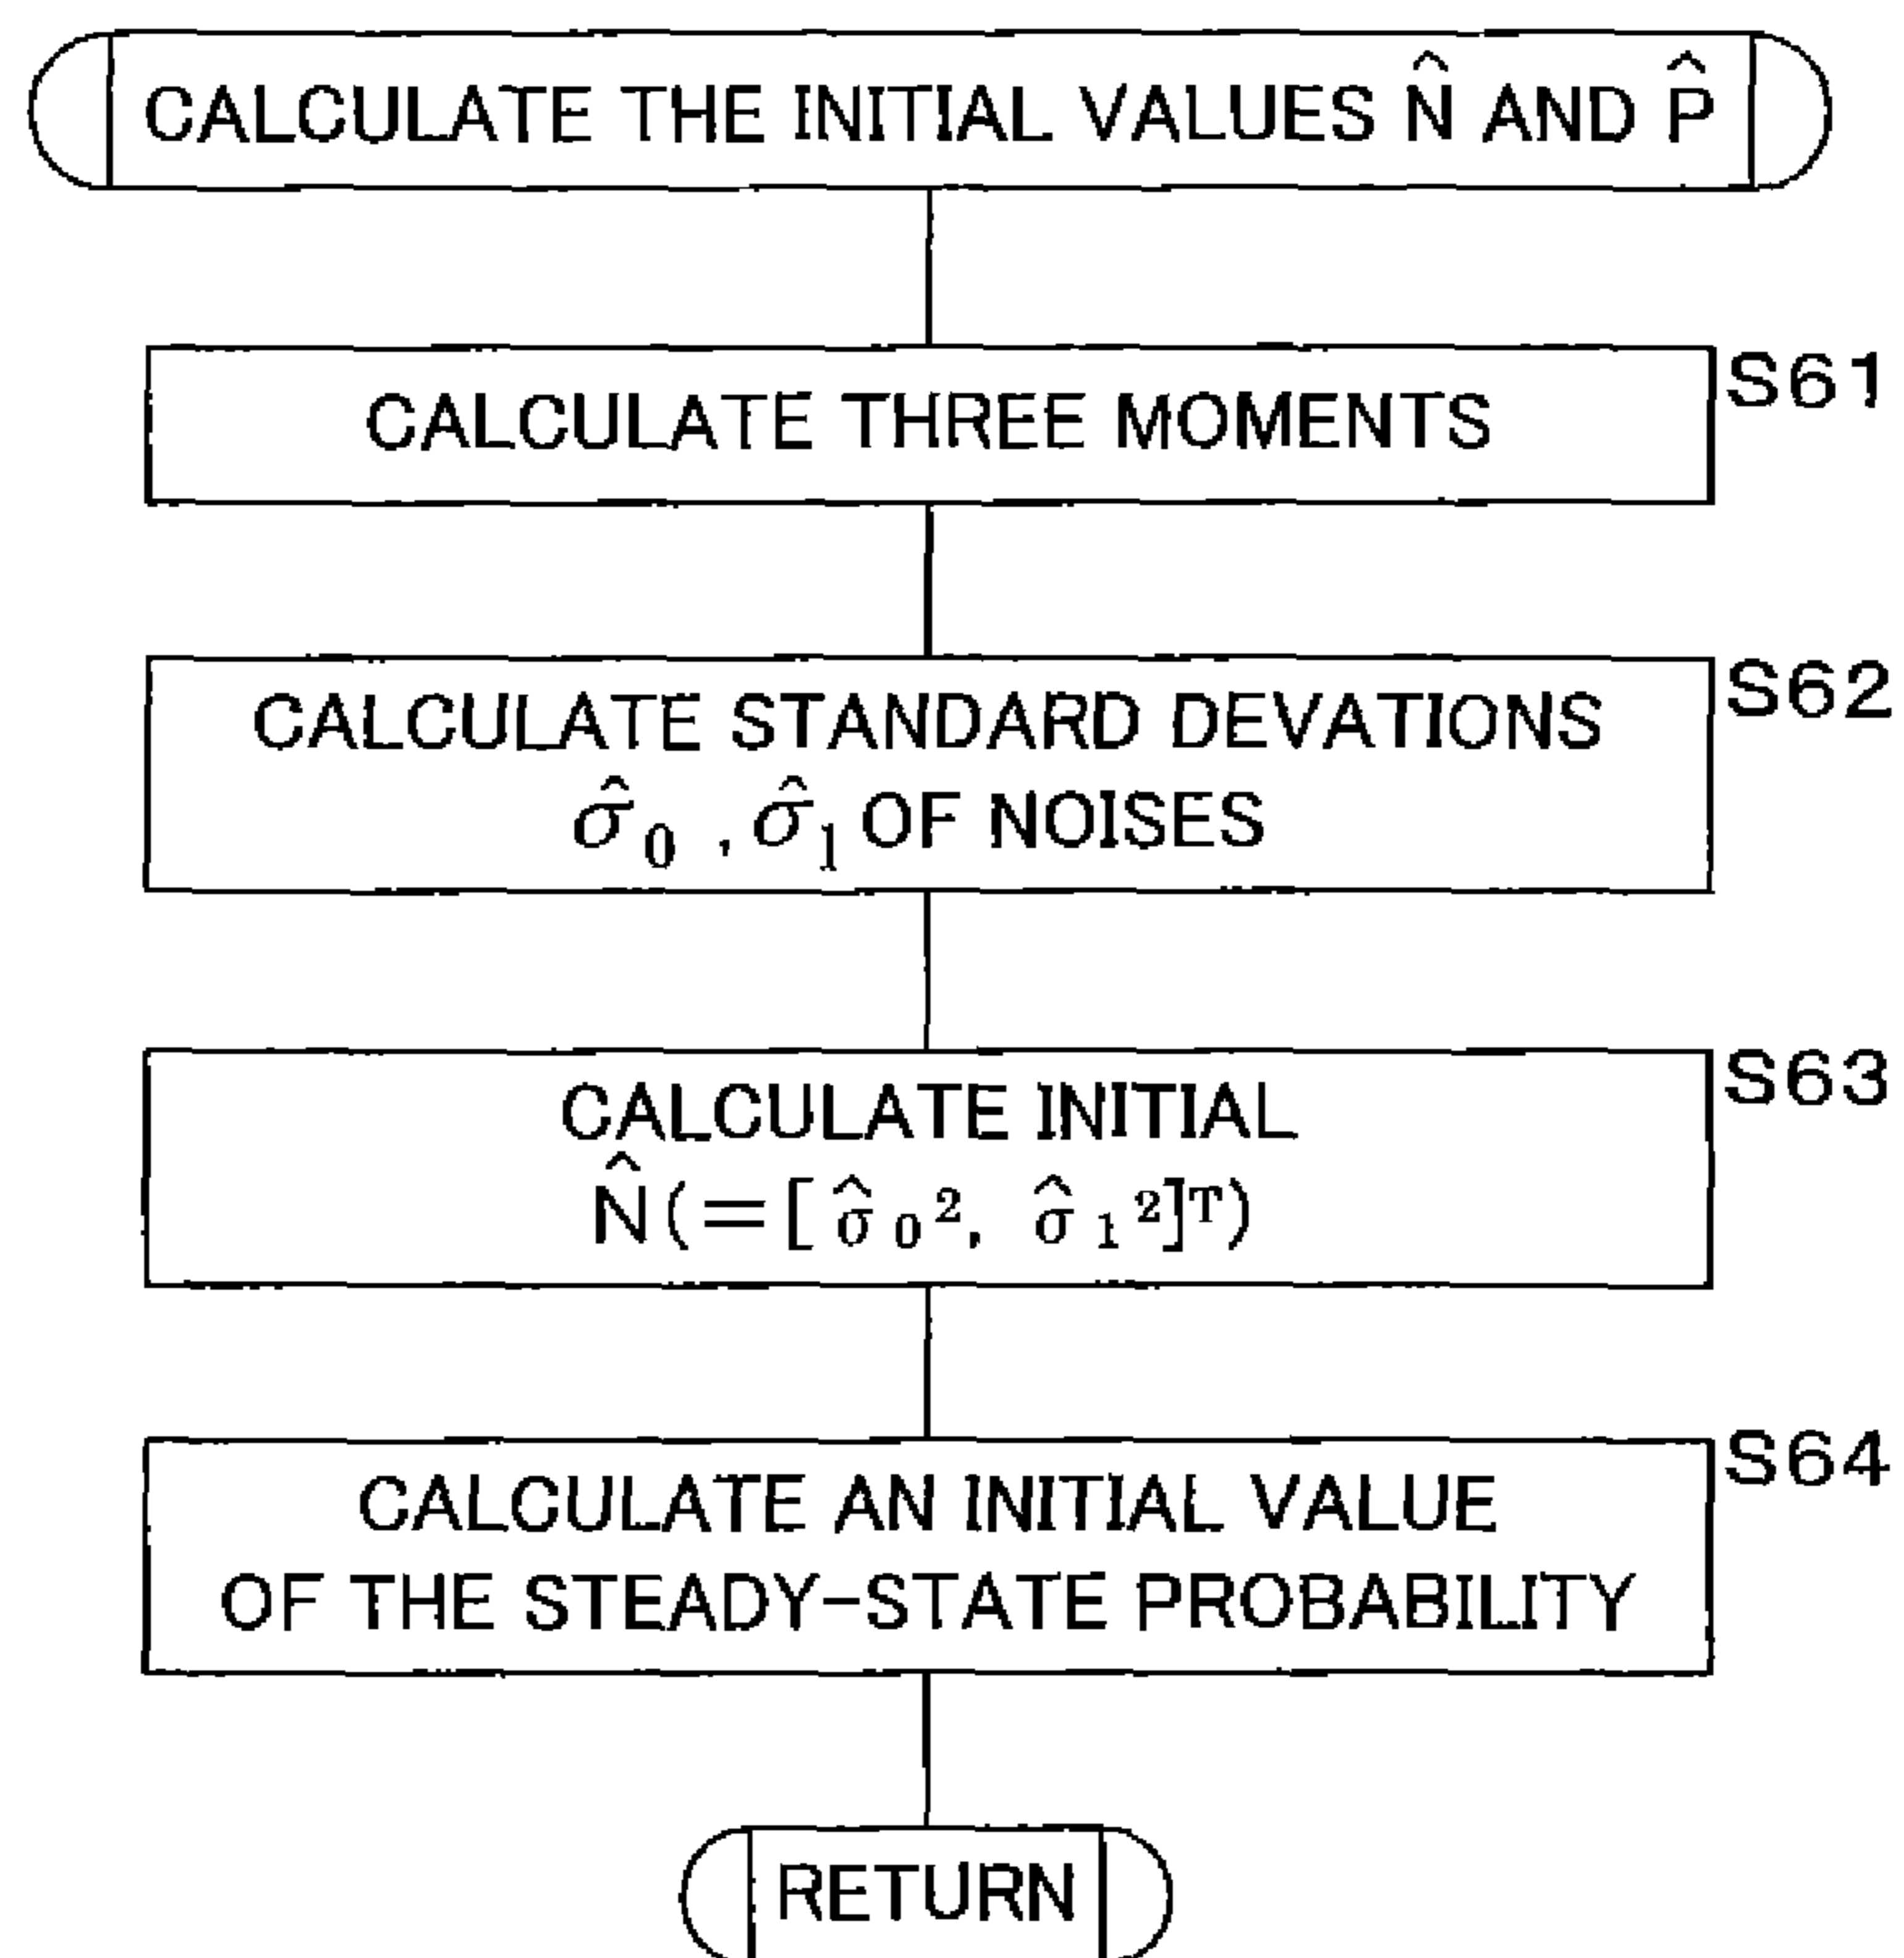 CALCULATE THE INITIAL VALUES N̂ AND P̂
S61
CALCULATE THREE MOMENTS
S62
CALCULATE STANDARD DEVATIONS
σ̂₀ , σ̂₁ OF NOISES
S63
CALCULATE INITIAL
N̂(=[σ̂₀², σ̂₁²]ᵀ)
S64
CALCULATE AN INITIAL VALUE
OF THE STEADY-STATE PROBABILITY
RETURN